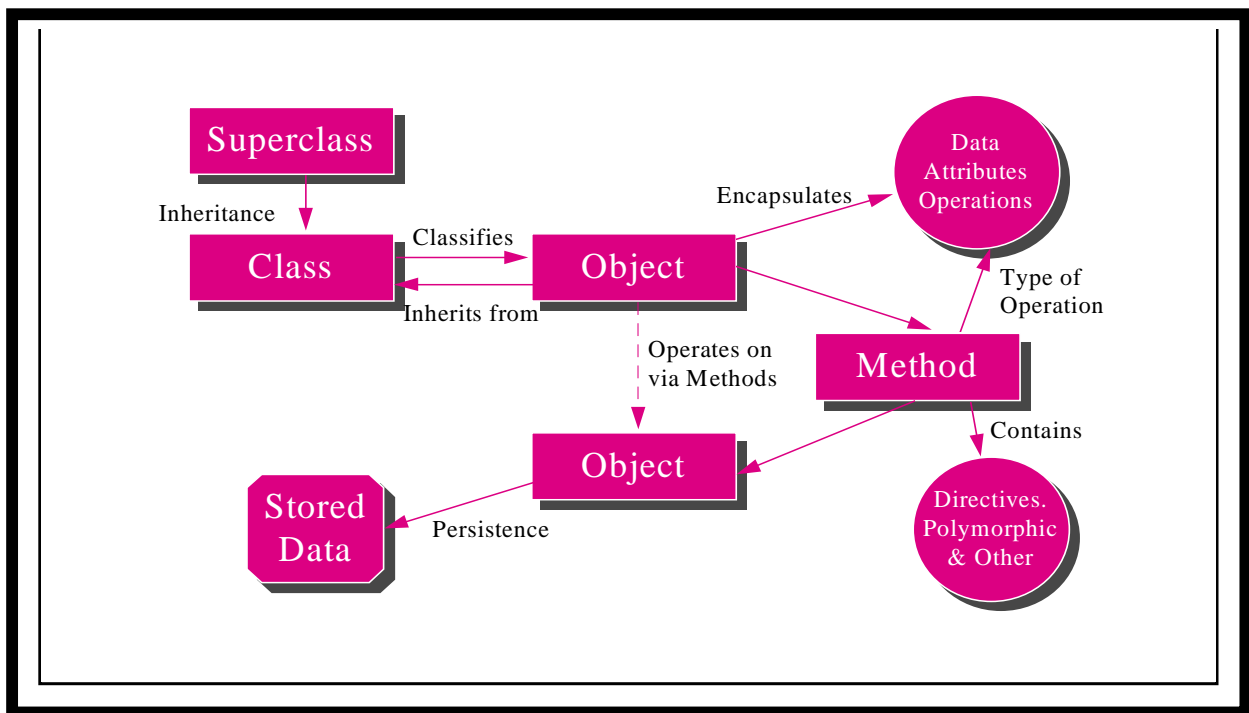 Superclass
Data
Attributes
Operations
Encapsulates
Inheritance
Classifies
Class
Object
Type of
Operation
Inherits from
Operates on
via Methods
Method
Contains
Object
Stored
Data
Persistence
Directives.
Polymorphic
& Other